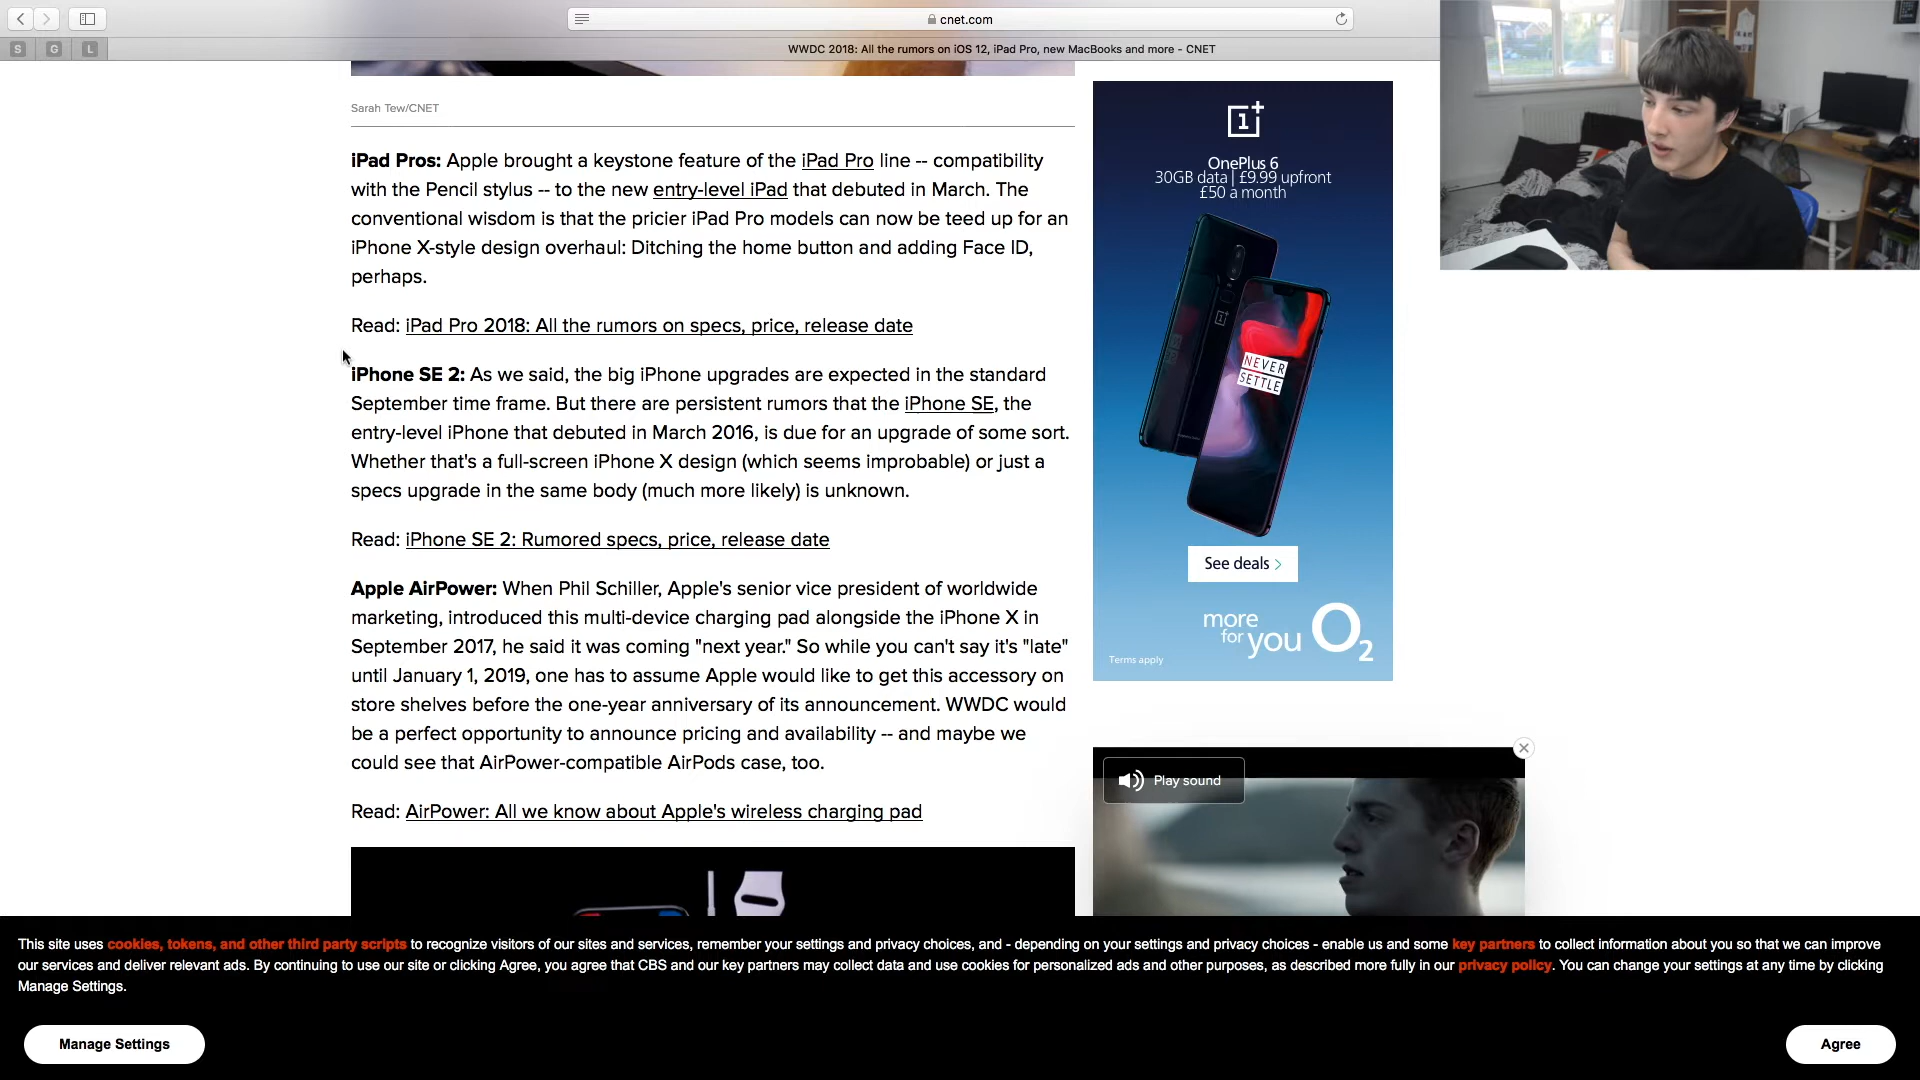 cnet.com
S G L
WWDC 2018: All the rumors on iOS 12, iPad Pro, new MacBooks and more - CNET
Sarah Tew/CNET
iPad Pros: Apple brought a keystone feature of the iPad Pro line -- compatibility
with the Pencil stylus -- to the new entry-level iPad that debuted in March. The
conventional wisdom is that the pricier iPad Pro models can now be teed up for an
iPhone X-style design overhaul: Ditching the home button and adding Face ID,
perhaps.
Read: iPad Pro 2018: All the rumors on specs, price, release date
iPhone SE 2: As we said, the big iPhone upgrades are expected in the standard
September time frame. But there are persistent rumors that the iPhone SE, the
entry-level iPhone that debuted in March 2016, is due for an upgrade of some sort.
Whether that's a full-screen iPhone X design (which seems improbable) or just a
specs upgrade in the same body (much more likely) is unknown.
Read: iPhone SE 2: Rumored specs, price, release date
Apple AirPower: When Phil Schiller, Apple's senior vice president of worldwide
marketing, introduced this multi-device charging pad alongside the iPhone X in
September 2017, he said it was coming "next year." So while you can't say it's "late"
until January 1, 2019, one has to assume Apple would like to get this accessory on
store shelves before the one-year anniversary of its announcement. WWDC would
be a perfect opportunity to announce pricing and availability -- and maybe we
could see that AirPower-compatible AirPods case, too.
Read: AirPower: All we know about Apple's wireless charging pad
1+
OnePlus 6
30GB data | £9.99 upfront
£50 a month
NEVER
SETTLE
See deals >
more
for you O2
Terms apply
Play sound
This site uses cookies, tokens, and other third party scripts to recognize visitors of our sites and services, remember your settings and privacy choices, and - depending on your settings and privacy choices - enable us and some key partners to collect information about you so that we can improve
our services and deliver relevant ads. By continuing to use our site or clicking Agree, you agree that CBS and our key partners may collect data and use cookies for personalized ads and other purposes, as described more fully in our privacy policy. You can change your settings at any time by clicking
Manage Settings.
Manage Settings
Agree